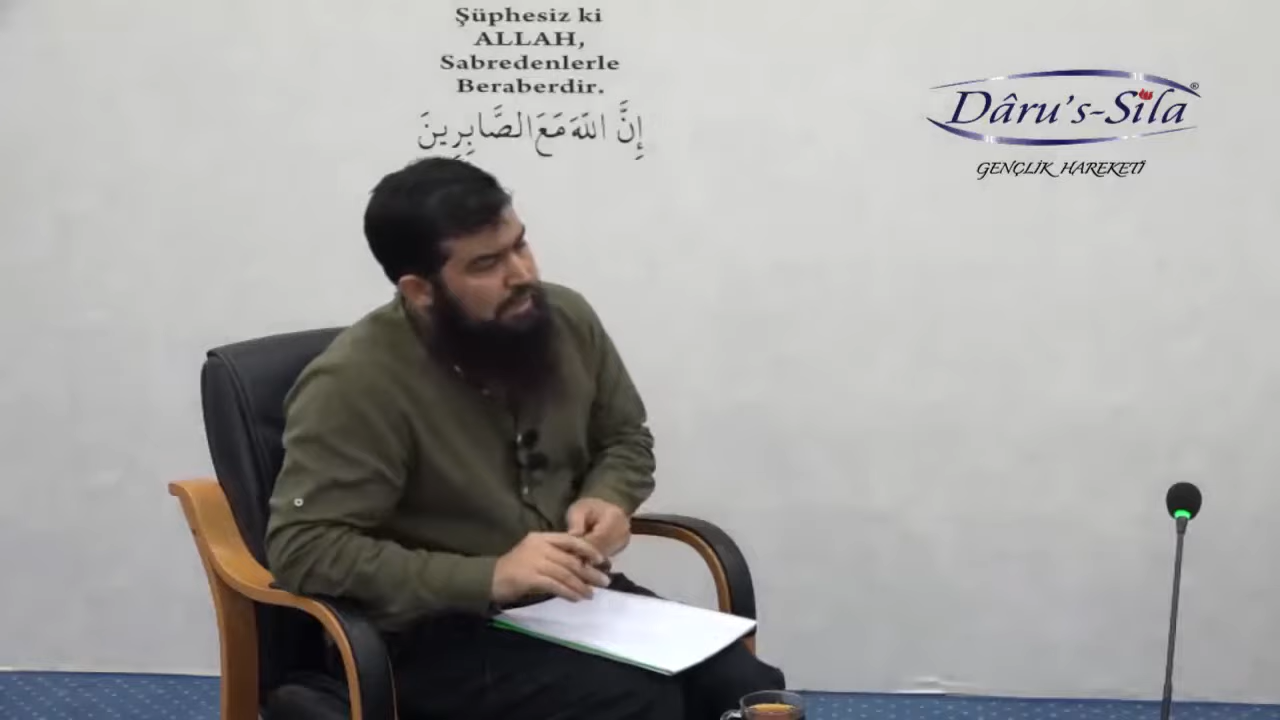 Şüphesiz ki
ALLAH,
Sabredenlerle
Beraberdir.
إِنَّ اللّٰهَ مَعَ الصَّابِرِينَ
Dâru's-Sıla®
GENÇLİK HAREKETİ